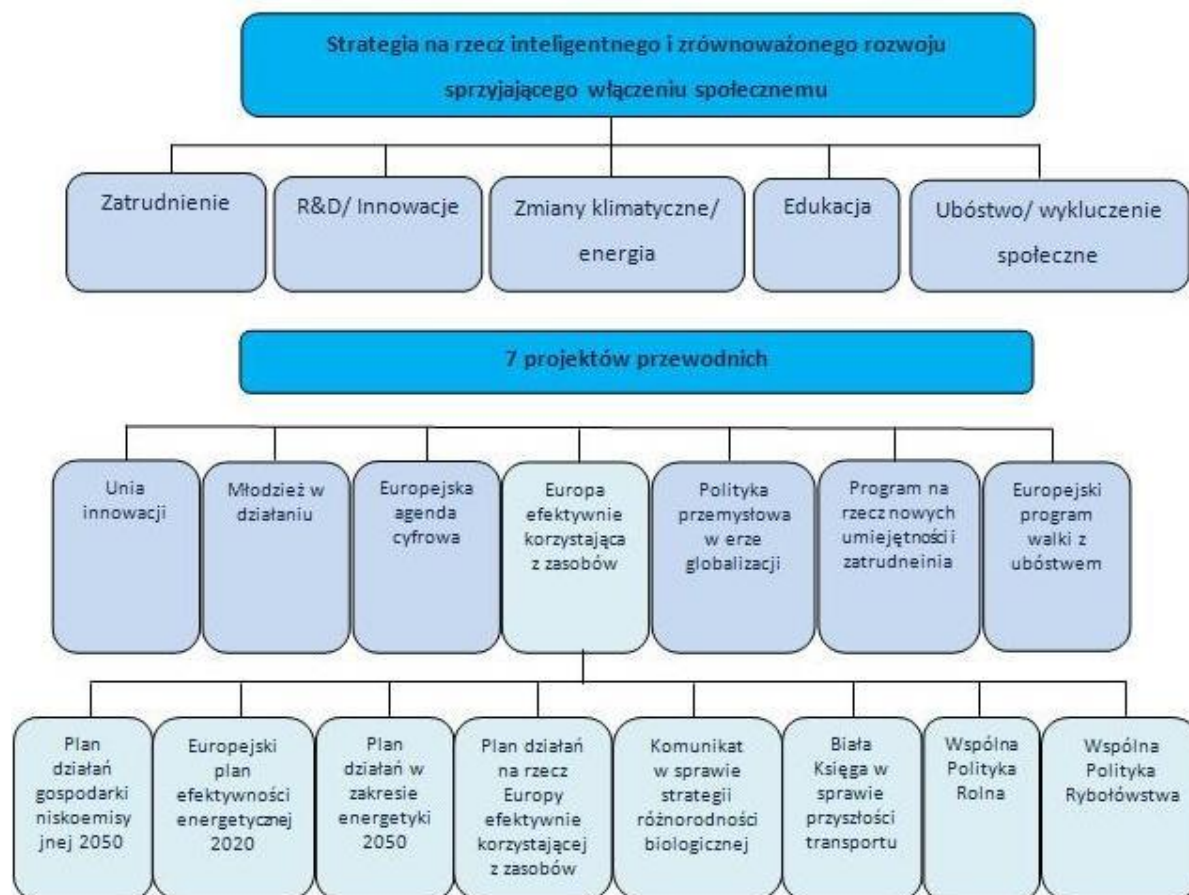 Strategia na rzecz inteligentnego i zrównoważonego rozwoju
sprzyjającego włączeniu społecznemu
Zatrudnienie
R&D/ Innowacje
Zmiany klimatyczne/
energia
Edukacja
Ubóstwo/ wykluczenie
społeczne
7 projektów przewodnich
Unia
innowacji
Młodzież w
działaniu
Europejska
agenda
cyfrowa
Europa
efektywnie
korzystająca
z zasobów
Polityka
przemysłowa
w erze
globalizacji
Program na
rzecz nowych
umiejętności i
zatrudneinia
Europejski
program
walki z
ubóstwem
Plan
działań
gospodarki
niskoemisy
jnej 2050
Europejski
plan
efektywności
energetycznej
2020
Plan
działań w
zakresie
energetyki
2050
Plan działań
na rzecz
Europy
efektywnie
korzystającej
z zasobów
Komunikat
w sprawie
strategii
różnorodności
biologicznej
Biała
Księga w
sprawie
przyszłości
transportu
Wspólna
Polityka
Rolna
Wspólna
Polityka
Rybołówstwa